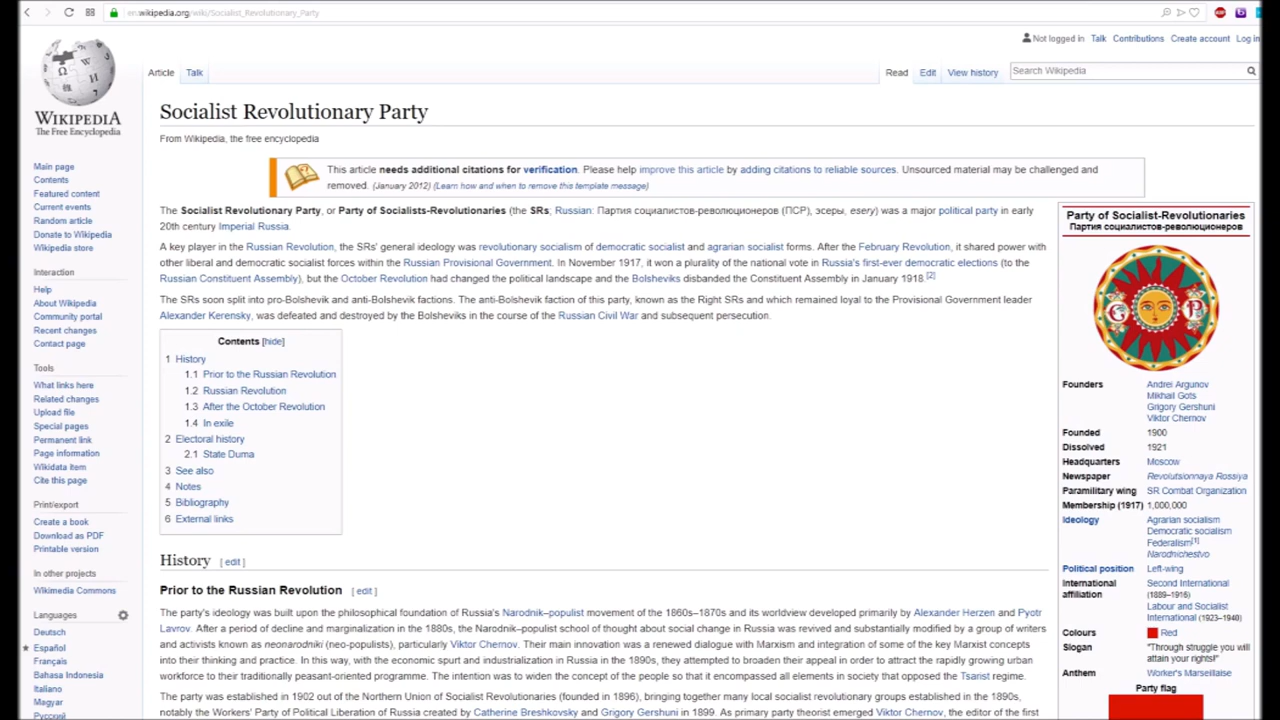 en.wikipedia.org/wiki/Socialist_Revolutionary_Party
Not logged in Talk Contributions Create account Log in
Article Talk
Read Edit View history Search Wikipedia
WIKIPEDIA
The Free Encyclopedia
Main page
Contents
Featured content
Current events
Random article
Donate to Wikipedia
Wikipedia store
Interaction
Help
About Wikipedia
Community portal
Recent changes
Contact page
Tools
What links here
Related changes
Upload file
Special pages
Permanent link
Page information
Wikidata item
Cite this page
Print/export
Create a book
Download as PDF
Printable version
In other projects
Wikimedia Commons
Languages
Deutsch
Español
Français
Bahasa Indonesia
Italiano
Magyar
Русский
Socialist Revolutionary Party
From Wikipedia, the free encyclopedia
This article needs additional citations for verification. Please help improve this article by adding citations to reliable sources. Unsourced material may be challenged and
removed. (January 2012) (Learn how and when to remove this template message)
The Socialist Revolutionary Party, or Party of Socialists-Revolutionaries (the SRs; Russian: Партия социалистов-революционеров (ПСР), эсеры, esery) was a major political party in early
20th century Imperial Russia.
A key player in the Russian Revolution, the SRs' general ideology was revolutionary socialism of democratic socialist and agrarian socialist forms. After the February Revolution, it shared power with
other liberal and democratic socialist forces within the Russian Provisional Government. In November 1917, it won a plurality of the national vote in Russia's first-ever democratic elections (to the
Russian Constituent Assembly), but the October Revolution had changed the political landscape and the Bolsheviks disbanded the Constituent Assembly in January 1918.[2]
The SRs soon split into pro-Bolshevik and anti-Bolshevik factions. The anti-Bolshevik faction of this party, known as the Right SRs and which remained loyal to the Provisional Government leader
Alexander Kerensky, was defeated and destroyed by the Bolsheviks in the course of the Russian Civil War and subsequent persecution.
Contents [hide]
1 History
1.1 Prior to the Russian Revolution
1.2 Russian Revolution
1.3 After the October Revolution
1.4 In exile
2 Electoral history
2.1 State Duma
3 See also
4 Notes
5 Bibliography
6 External links
History [ edit ]
Prior to the Russian Revolution [ edit ]
The party's ideology was built upon the philosophical foundation of Russia's Narodnik–populist movement of the 1860s–1870s and its worldview developed primarily by Alexander Herzen and Pyotr
Lavrov. After a period of decline and marginalization in the 1880s, the Narodnik–populist school of thought about social change in Russia was revived and substantially modified by a group of writers
and activists known as neonarodniki (neo-populists), particularly Viktor Chernov. Their main innovation was a renewed dialogue with Marxism and integration of some of the key Marxist concepts
into their thinking and practice. In this way, with the economic spurt and industrialization in Russia in the 1890s, they attempted to broaden their appeal in order to attract the rapidly growing urban
workforce to their traditionally peasant-oriented programme. The intention was to widen the concept of the people so that it encompassed all elements in society that opposed the Tsarist regime.
The party was established in 1902 out of the Northern Union of Socialist Revolutionaries (founded in 1896), bringing together many local socialist revolutionary groups established in the 1890s,
notably the Workers' Party of Political Liberation of Russia created by Catherine Breshkovsky and Grigory Gershuni in 1899. As primary party theorist emerged Viktor Chernov, the editor of the first
Party of Socialist-Revolutionaries
Партия социалистов-революционеров
С Р
Founders Andrei Argunov
Mikhail Gots
Grigory Gershuni
Viktor Chernov
Founded 1900
Dissolved 1921
Headquarters Moscow
Newspaper Revolutsionnaya Rossiya
Paramilitary wing SR Combat Organization
Membership (1917) 1,000,000
Ideology Agrarian socialism
Democratic socialism
Federalism[1]
Narodnichestvo
Political position Left-wing
International affiliation Second International
(1889–1916)
Labour and Socialist
International (1923–1940)
Colours Red
Slogan "Through struggle you will
attain your rights!"
Anthem Worker's Marseillaise
Party flag